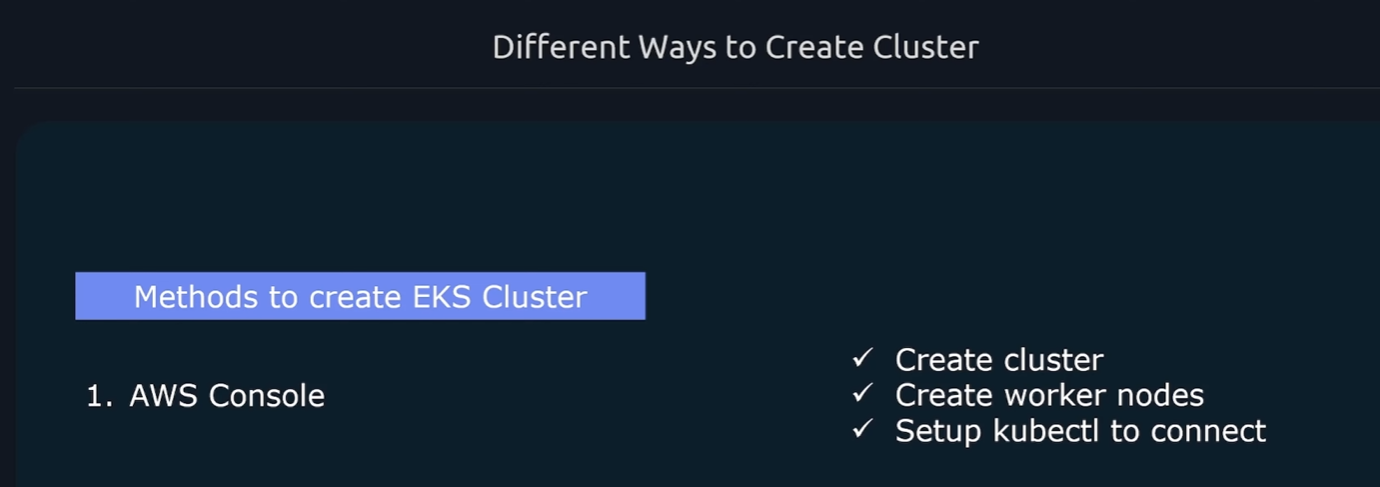 Different Ways to Create Cluster
Methods to create EKS Cluster
1. AWS Console
✓ Create cluster
✓ Create worker nodes
✓ Setup kubectl to connect